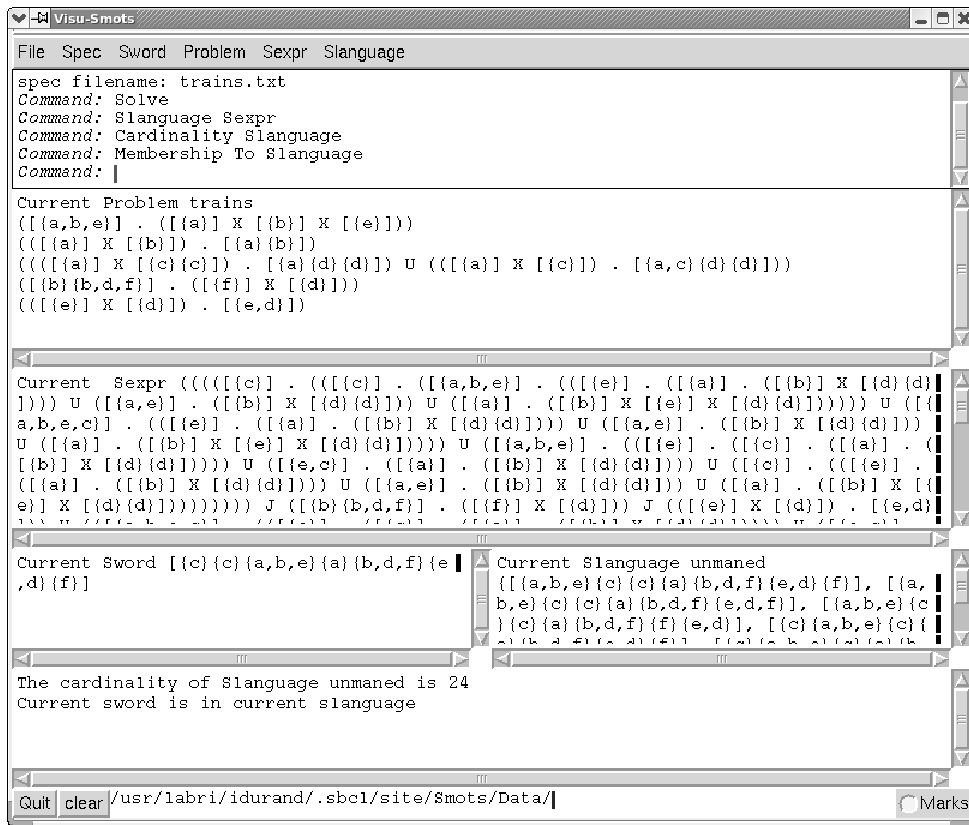 Visu-Smots
File Spec Sword Problem Sexpr Slanguage
spec filename: trains.txt
Command: Solve
Command: Slanguage Sexpr
Command: Cardinality Slanguage
Command: Membership To Slanguage
Command:
Current Problem trains
([{a,b,e}] . ([{a}] X [{b}] X [{e}]))
(([{a}] X [{b}]) . [{a}{b}])
((([{a}] X [{c}{c}]) . [{a}{d}{d}]) U (([{a}] X [{c}]) . [{a,c}{d}{d}]))
([{b}{b,d,f}] . ([{f}] X [{d}]))
(([{e}] X [{d}]) . [{e,d}])
Current  Sexpr ((((([{c}] . (([{c}] . ([{a,b,e}] . (([{e}] . ([{a}] . ([{b}] X [{d}{d}
]))) U ([{a,e}] . ([{b}] X [{d}{d}])) U ([{a}] . ([{b}] X [{e}] X [{d}{d}]))))) U ([{
a,b,e,c}] . (([{e}] . ([{a}] . ([{b}] X [{d}{d}]))) U ([{a,e}] . ([{b}] X [{d}{d}]))
U ([{a}] . ([{b}] X [{e}] X [{d}{d}]))))) U ([{a,b,e}] . (([{e}] . ([{c}] . ([{a}] . (
[{b}] X [{d}{d}])))) U ([{e,c}] . ([{a}] . ([{b}] X [{d}{d}]))) U ([{c}] . ((([{e}] .
([{a}] . ([{b}] X [{d}{d}]))) U ([{a,e}] . ([{b}] X [{d}{d}])) U ([{a}] . ([{b}] X [{
e}] X [{d}{d}])))))))) J ([{b}{b,d,f}] . ([{f}] X [{d}])) J (([{e}] X [{d}]) . [{e,d
Current Sword [{c}{c}{a,b,e}{a}{b,d,f}{e
,d}{f}]
Current Slanguage unmaned
{[{a,b,e}{c}{c}{a}{b,d,f}{e,d}{f}], [{a,
b,e}{c}{c}{a}{b,d,f}{e,d,f}], [{a,b,e}{c
}{c}{a}{b,d,f}{f}{e,d}], [{c}{a,b,e}{c}{
The cardinality of Slanguage unmaned is 24
Current sword is in current slanguage
Quit clear /usr/labri/idurand/.sbcl/site/Smots/Data/ Marks